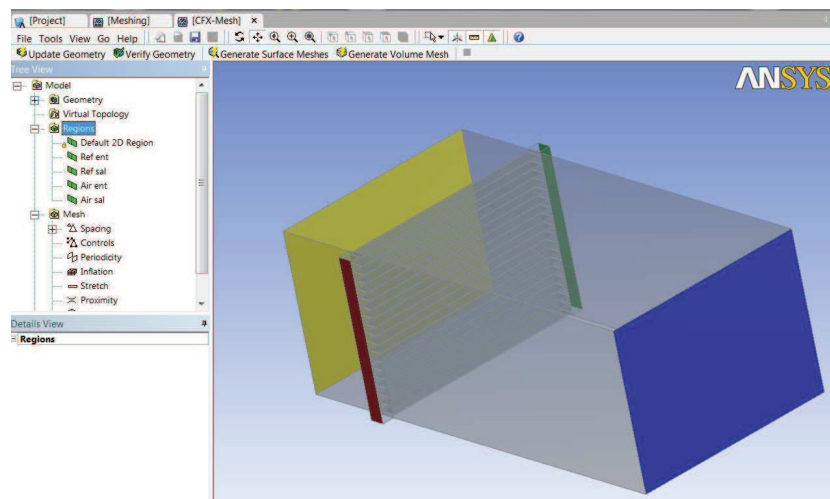 [Project] [Meshing] [CFX-Mesh]
File Tools View Go Help
Update Geometry Verify Geometry Generate Surface Meshes Generate Volume Mesh
Tree View
ANSYS
Model
Geometry
Virtual Topology
Regions
Default 2D Region
Ref ent
Ref sal
Air ent
Air sal
Mesh
Spacing
Controls
Periodicity
Inflation
Stretch
Proximity
Details View
Regions